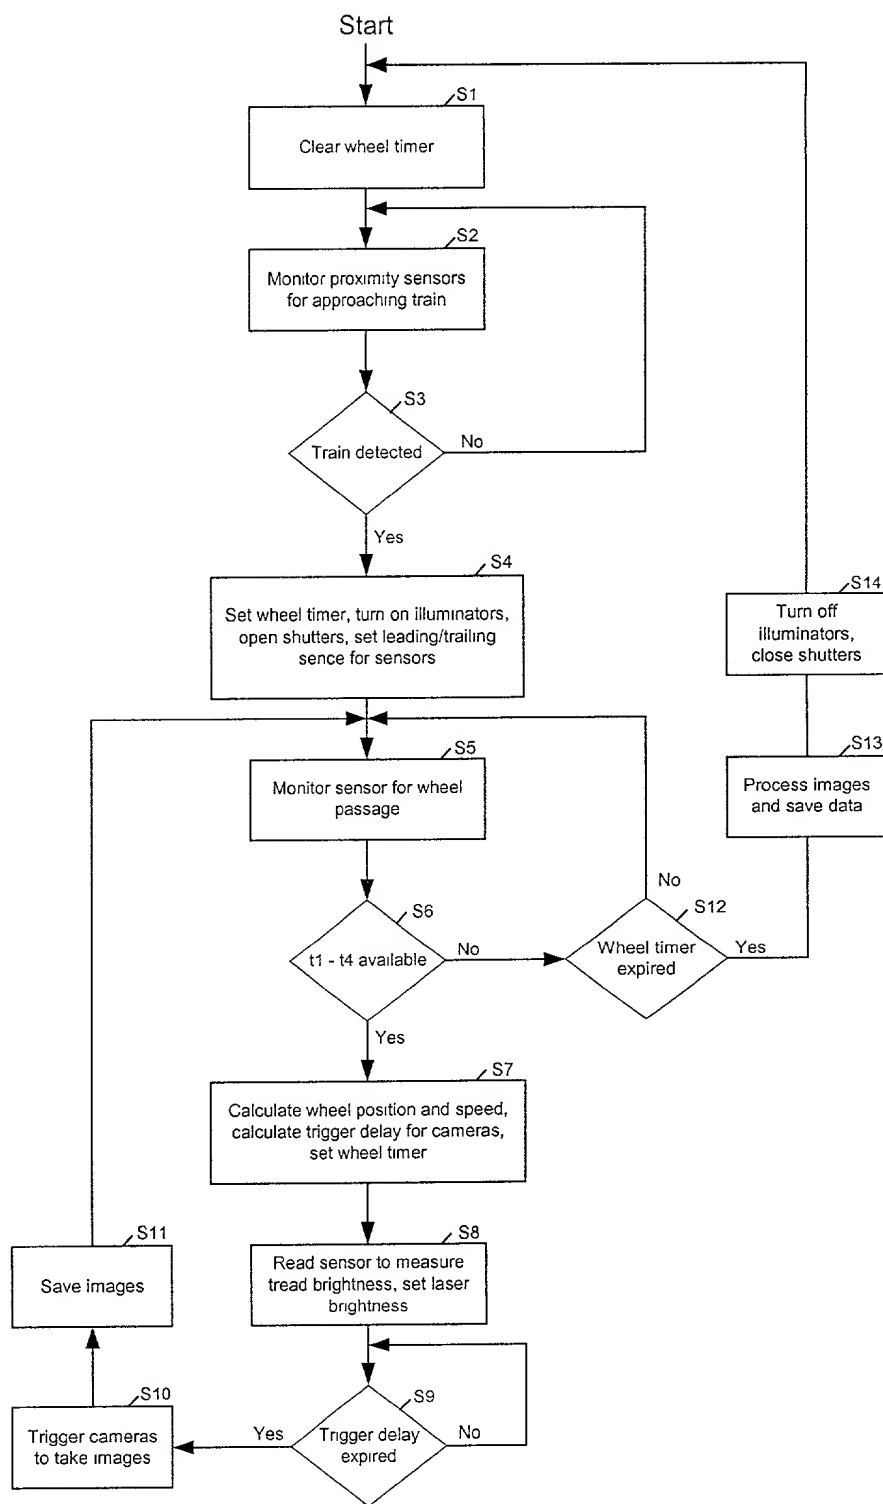 Start
S1
Clear wheel timer
S2
Monitor proximity sensors
for approaching train
S3
Train detected
No
Yes
S4
Set wheel timer, turn on illuminators,
open shutters, set leading/trailing
sence for sensors
S14
Turn off
illuminators,
close shutters
S5
Monitor sensor for wheel
passage
S13
Process images
and save data
S6
t1 - t4 available
No
Yes
No
S12
Wheel timer
expired
Yes
S7
Calculate wheel position and speed,
calculate trigger delay for cameras,
set wheel timer
S8
Read sensor to measure
tread brightness, set laser
brightness
S11
Save images
S9
Trigger delay
expired
Yes
No
S10
Trigger cameras
to take images